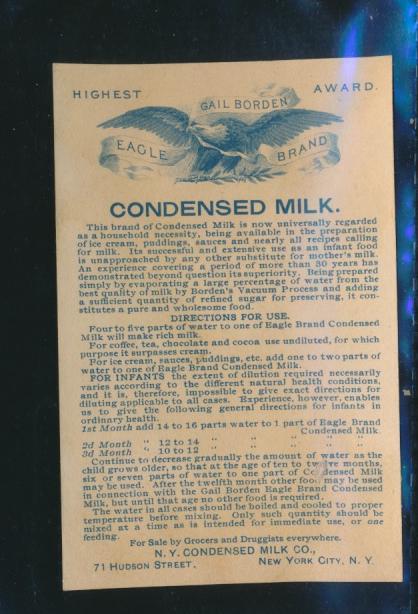 HIGHEST AWARD.
GAIL BORDEN
EAGLE BRAND
CONDENSED MILK.
This brand of Condensed Milk is now universally regarded
as a household necessity, being available in the preparation
of ice cream, puddings, sauces and nearly all recipes calling
for milk. Its successful and extensive use as an infant food
is unapproached by any other substitute for mother's milk.
An experience covering a period of more than 30 years has
demonstrated beyond question its superiority. Being prepared
simply by evaporating a large percentage of water from the
best quality of milk by Borden's Vacuum Process and adding
a sufficient quantity of refined sugar for preserving, it con-
stitutes a pure and wholesome food.
DIRECTIONS FOR USE.
Four to five parts of water to one of Eagle Brand Condensed
Milk will make rich milk.
For coffee, tea, chocolate and cocoa use undiluted, for which
purpose it surpasses cream.
For ice cream, sauces, puddings, etc. add one to two parts of
water to one of Eagle Brand Condensed Milk.
FOR INFANTS the extent of dilution required necessarily
varies according to the different natural health conditions,
and it is, therefore, impossible to give exact directions for
diluting applicable to all cases. Experience, however, enables
us to give the following general directions for infants in
ordinary health.
1st Month add 14 to 16 parts water to 1 part of Eagle Brand
Condensed Milk
2d Month " 12 to 14 " " " "
3d Month " 10 to 12 " " " "
Continue to decrease gradually the amount of water as the
child grows older, so that at the age of ten to twelve months,
six or seven parts of water to one part of Condensed Milk
may be used. After the twelfth month other food may be used
in connection with the Gail Borden Eagle Brand Condensed
Milk, but until that age no other food is required.
The water in all cases should be boiled and cooled to proper
temperature before mixing. Only such quantity should be
mixed at a time as is intended for immediate use, or one
feeding.
For Sale by Grocers and Druggists everywhere.
N. Y. CONDENSED MILK CO.,
71 HUDSON STREET, NEW YORK CITY, N. Y.